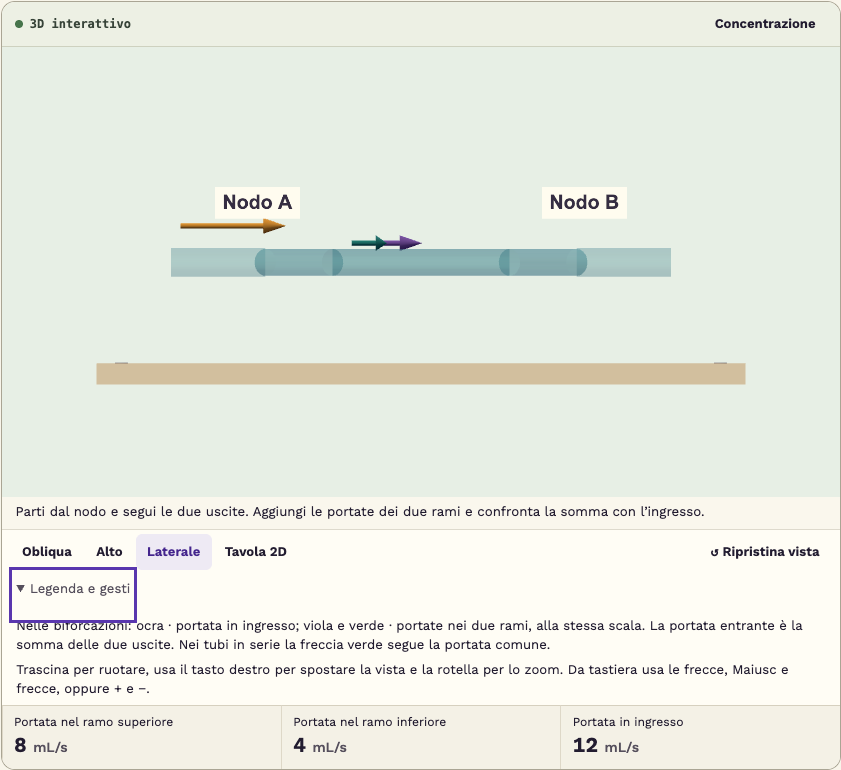 3D interattivo
Concentrazione
Nodo A
Nodo B
Parti dal nodo e segui le due uscite. Aggiungi le portate dei due rami e confronta la somma con l’ingresso.
Obliqua Alto Laterale Tavola 2D
↺ Ripristina vista
▼ Legenda e gesti
Nelle biforcazioni: ocra · portata in ingresso; viola e verde · portate nei due rami, alla stessa scala. La portata entrante è la
somma delle due uscite. Nei tubi in serie la freccia verde segue la portata comune.
Trascina per ruotare, usa il tasto destro per spostare la vista e la rotella per lo zoom. Da tastiera usa le frecce, Maiusc e
frecce, oppure + e −.
Portata nel ramo superiore
8 mL/s
Portata nel ramo inferiore
4 mL/s
Portata in ingresso
12 mL/s